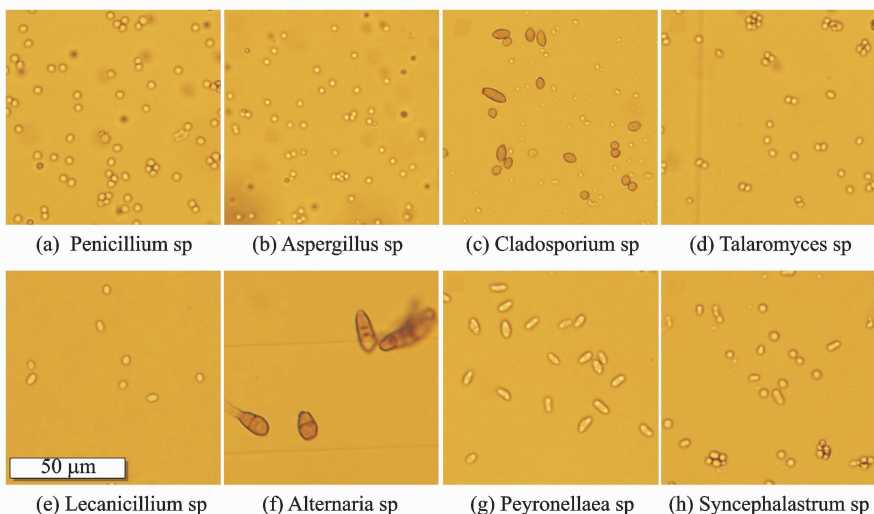 (a) Penicillium sp
(b) Aspergillus sp
(c) Cladosporium sp
(d) Talaromyces sp
50 μm
(e) Lecanicillium sp
(f) Alternaria sp
(g) Peyronellaea sp
(h) Syncephalastrum sp